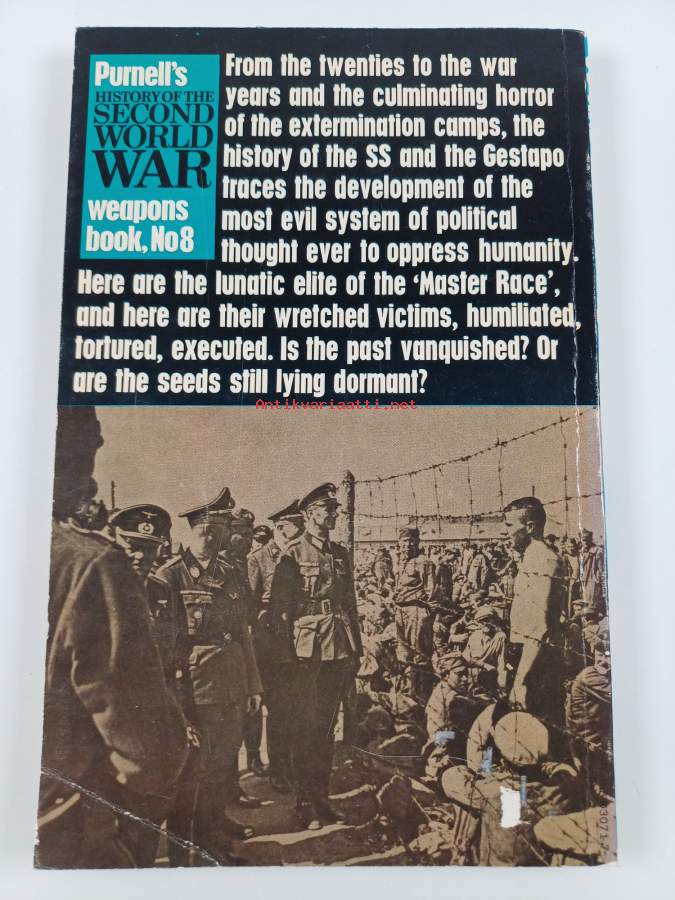 Purnell's
HISTORY OF THE
SECOND
WORLD
WAR
weapons
book, No8
From the twenties to the war
years and the culminating horror
of the extermination camps, the
history of the SS and the Gestapo
traces the development of the
most evil system of political
thought ever to oppress humanity.
Here are the lunatic elite of the ‘Master Race’,
and here are their wretched victims, humiliated,
tortured, executed. Is the past vanquished? Or
are the seeds still lying dormant?
Antikvariaatti.net